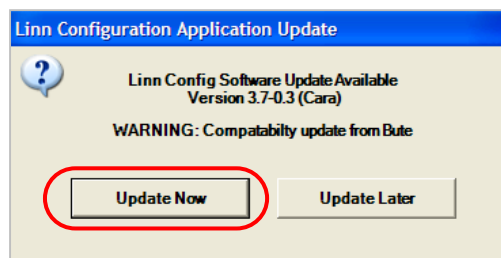 Linn Configuration Application Update
?
Linn Config Software Update Available
Version 3.7-0.3 (Cara)
WARNING: Compatabilty update from Bute
Update Now
Update Later